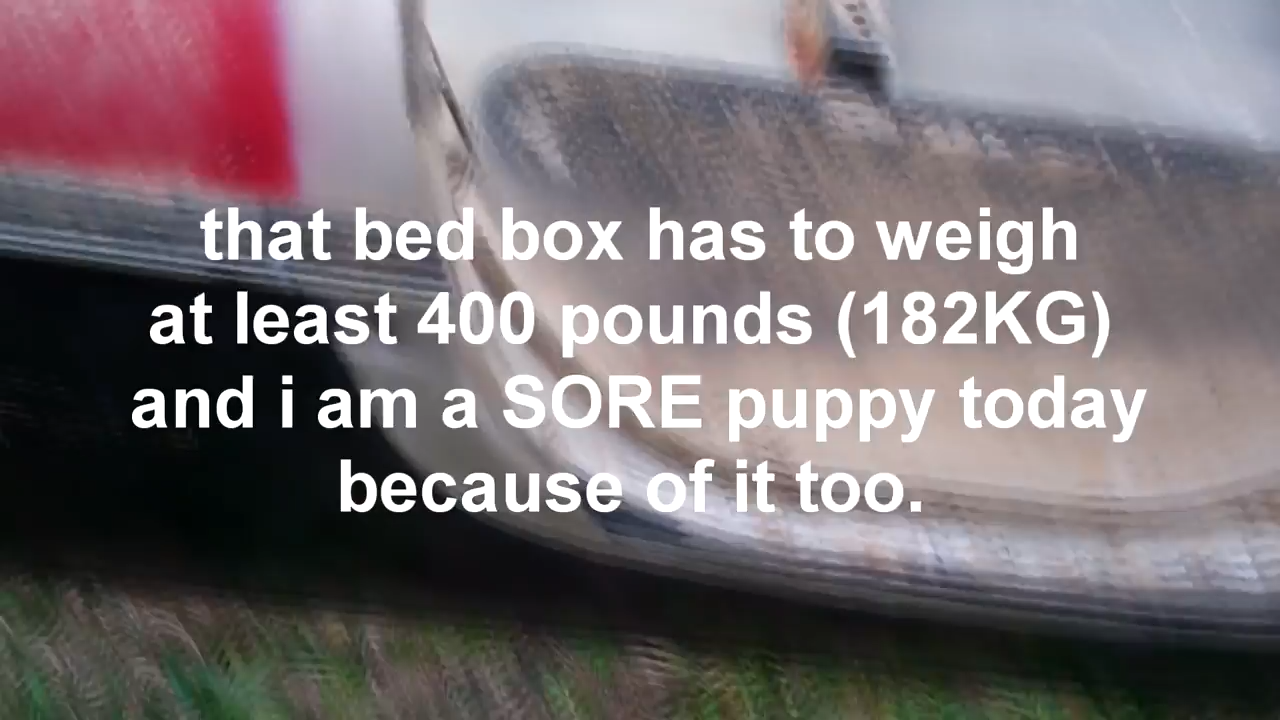 that bed box has to weigh
at least 400 pounds (182KG)
and i am a SORE puppy today
because of it too.